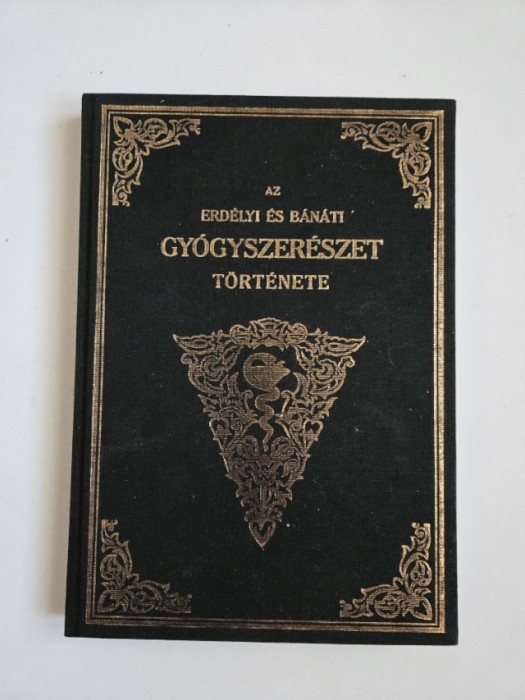 AZ
ERDÉLYI ÉS BÁNÁTI
GYÓGYSZERÉSZET
TÖRTÉNETE